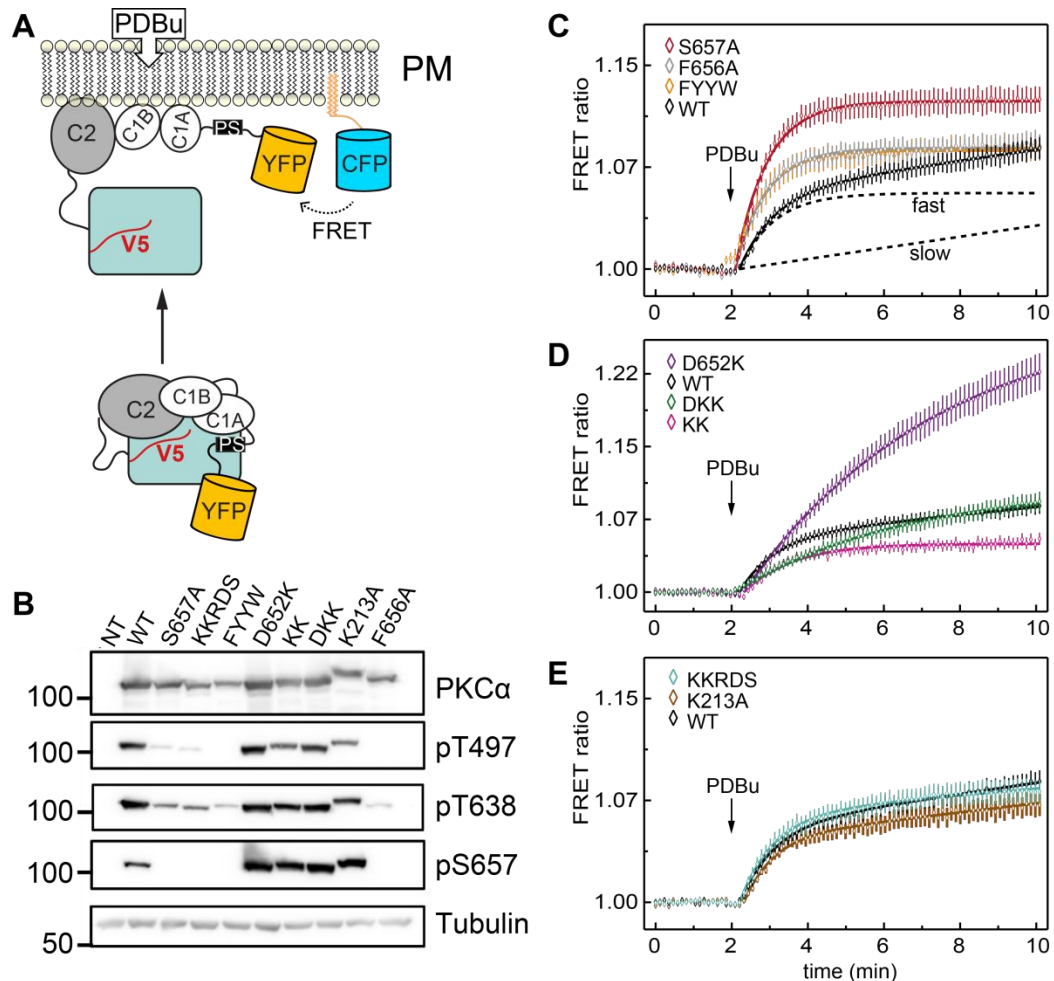 A
PDBu
PM
C2
C1B
C1A
PS
YFP
CFP
FRET
V5
C2
C1B
C1A
V5
PS
YFP
B
NT
WT
S657A
KKRDS
FYYW
D652K
KK
DKK
K213A
F656A
100
PKCα
100
pT497
100
pT638
100
pS657
50
Tubulin
C
S657A
F656A
FYYW
WT
1.15
1.07
1.00
FRET ratio
PDBu
fast
slow
0 2 4 6 8 10
D
D652K
WT
DKK
KK
1.22
1.15
1.07
1.00
FRET ratio
PDBu
0 2 4 6 8 10
E
KKRDS
K213A
WT
1.15
1.07
1.00
FRET ratio
PDBu
0 2 4 6 8 10
time (min)